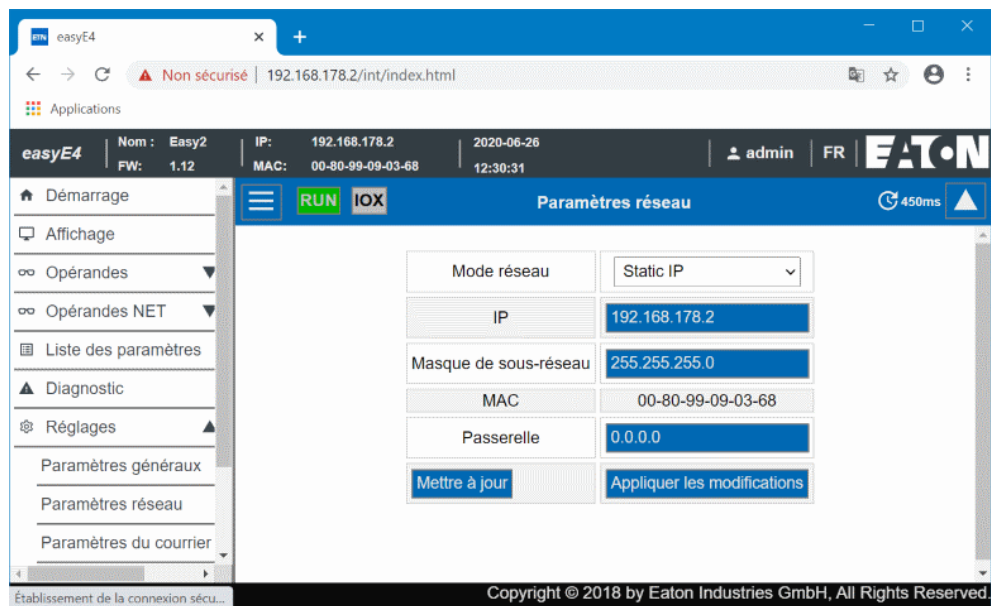 ETN easyE4
Non sécurisé 192.168.178.2/int/index.html
Applications
easyE4 Nom : Easy2 IP: 192.168.178.2 2020-06-26 admin FR EATON
FW: 1.12 MAC: 00-80-99-09-03-68 12:30:31
Démarrage
RUN IOX Paramètres réseau 450ms
Affichage
Opérandes
Opérandes NET
Liste des paramètres
Diagnostic
Réglages
Paramètres généraux
Paramètres réseau
Paramètres du courrier
Mode réseau Static IP
IP 192.168.178.2
Masque de sous-réseau 255.255.255.0
MAC 00-80-99-09-03-68
Passerelle 0.0.0.0
Mettre à jour Appliquer les modifications
Établissement de la connexion sécu...
Copyright © 2018 by Eaton Industries GmbH, All Rights Reserved.